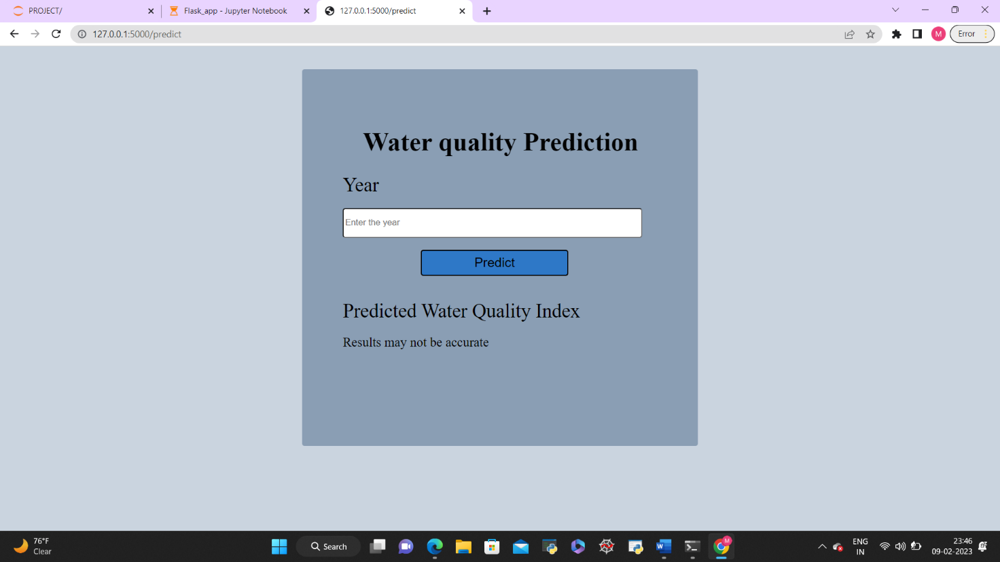 PROJECT/
Flask_app - Jupyter Notebook
127.0.0.1:5000/predict
127.0.0.1:5000/predict
M
Error
Water quality Prediction
Year
Enter the year
Predict
Predicted Water Quality Index
Results may not be accurate
76°F
Clear
Search
M
ENG
IN
23:46
09-02-2023